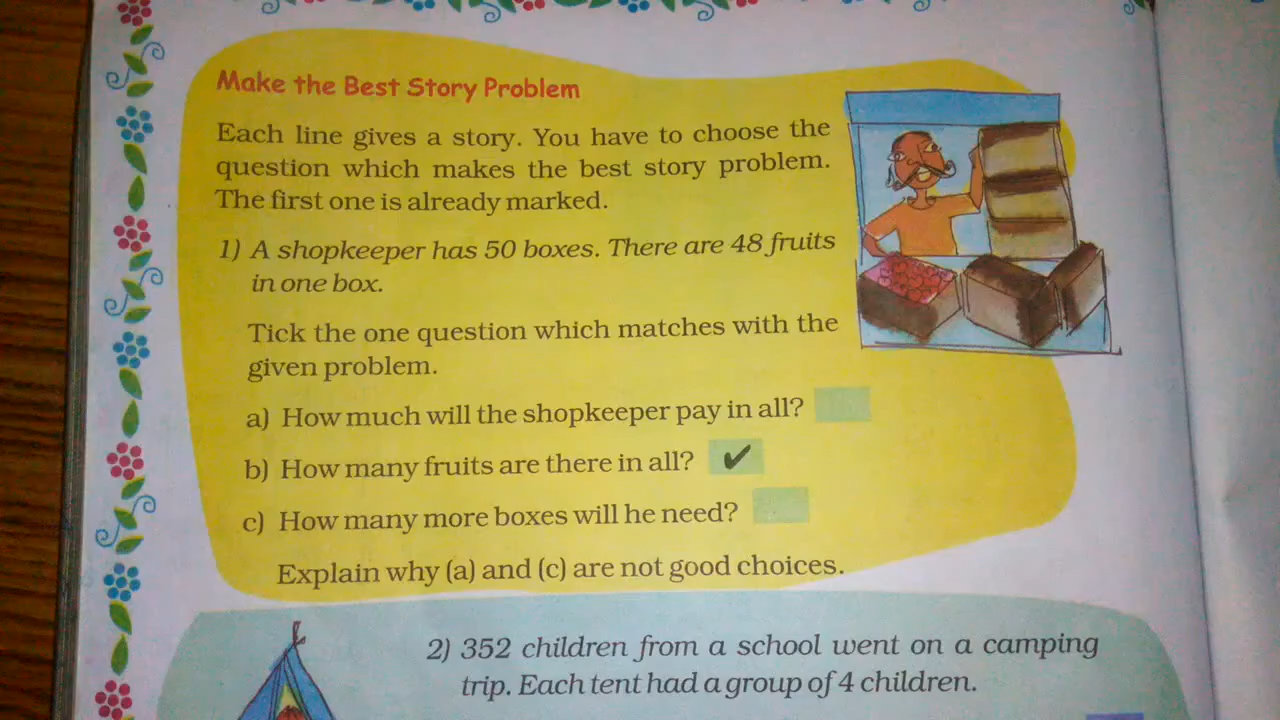 Make the Best Story Problem
Each line gives a story. You have to choose the
question which makes the best story problem.
The first one is already marked.
1) A shopkeeper has 50 boxes. There are 48 fruits
in one box.
Tick the one question which matches with the
given problem.
a) How much will the shopkeeper pay in all?
b) How many fruits are there in all? ✔
c) How many more boxes will he need?
Explain why (a) and (c) are not good choices.
2) 352 children from a school went on a camping
trip. Each tent had a group of 4 children.